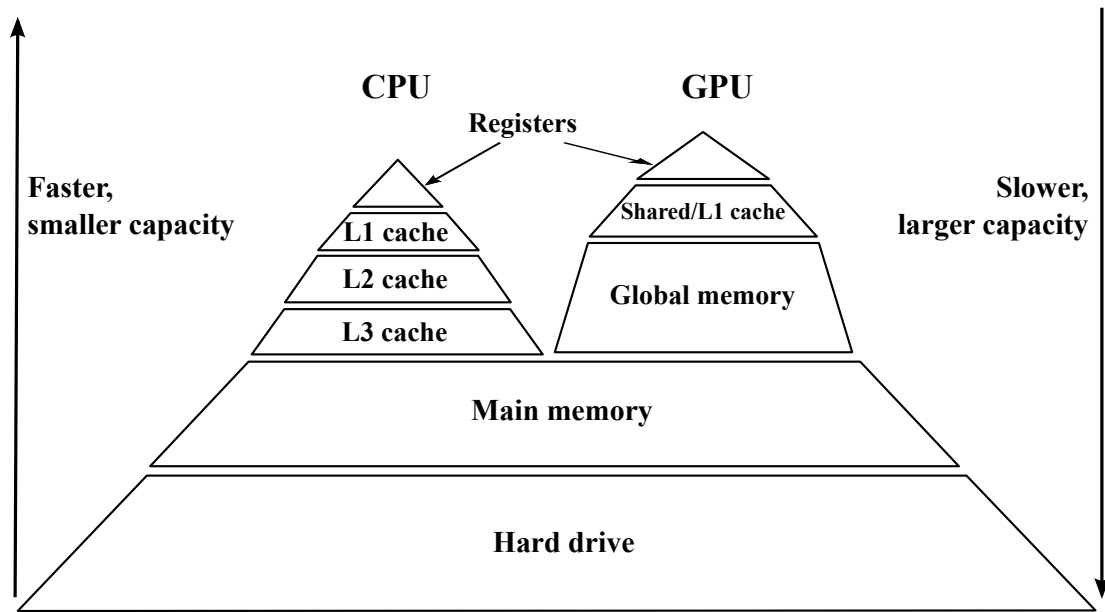 CPU
GPU
Registers
Faster,
smaller capacity
Slower,
larger capacity
Shared/L1 cache
L1 cache
L2 cache
Global memory
L3 cache
Main memory
Hard drive